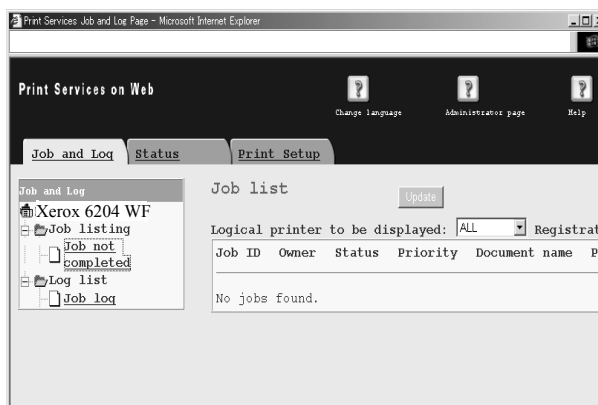 Print Services Job and Log Page - Microsoft Internet Explorer
Print Services on Web
Change language
Administrator page
Help
Job and Log
Status
Print Setup
Job and Log
Xerox 6204 WF
Job listing
Job not
completed
Log list
Job log
Job list
Update
Logical printer to be displayed: ALL Registrat
Job ID Owner Status Priority Document name P
No jobs found.